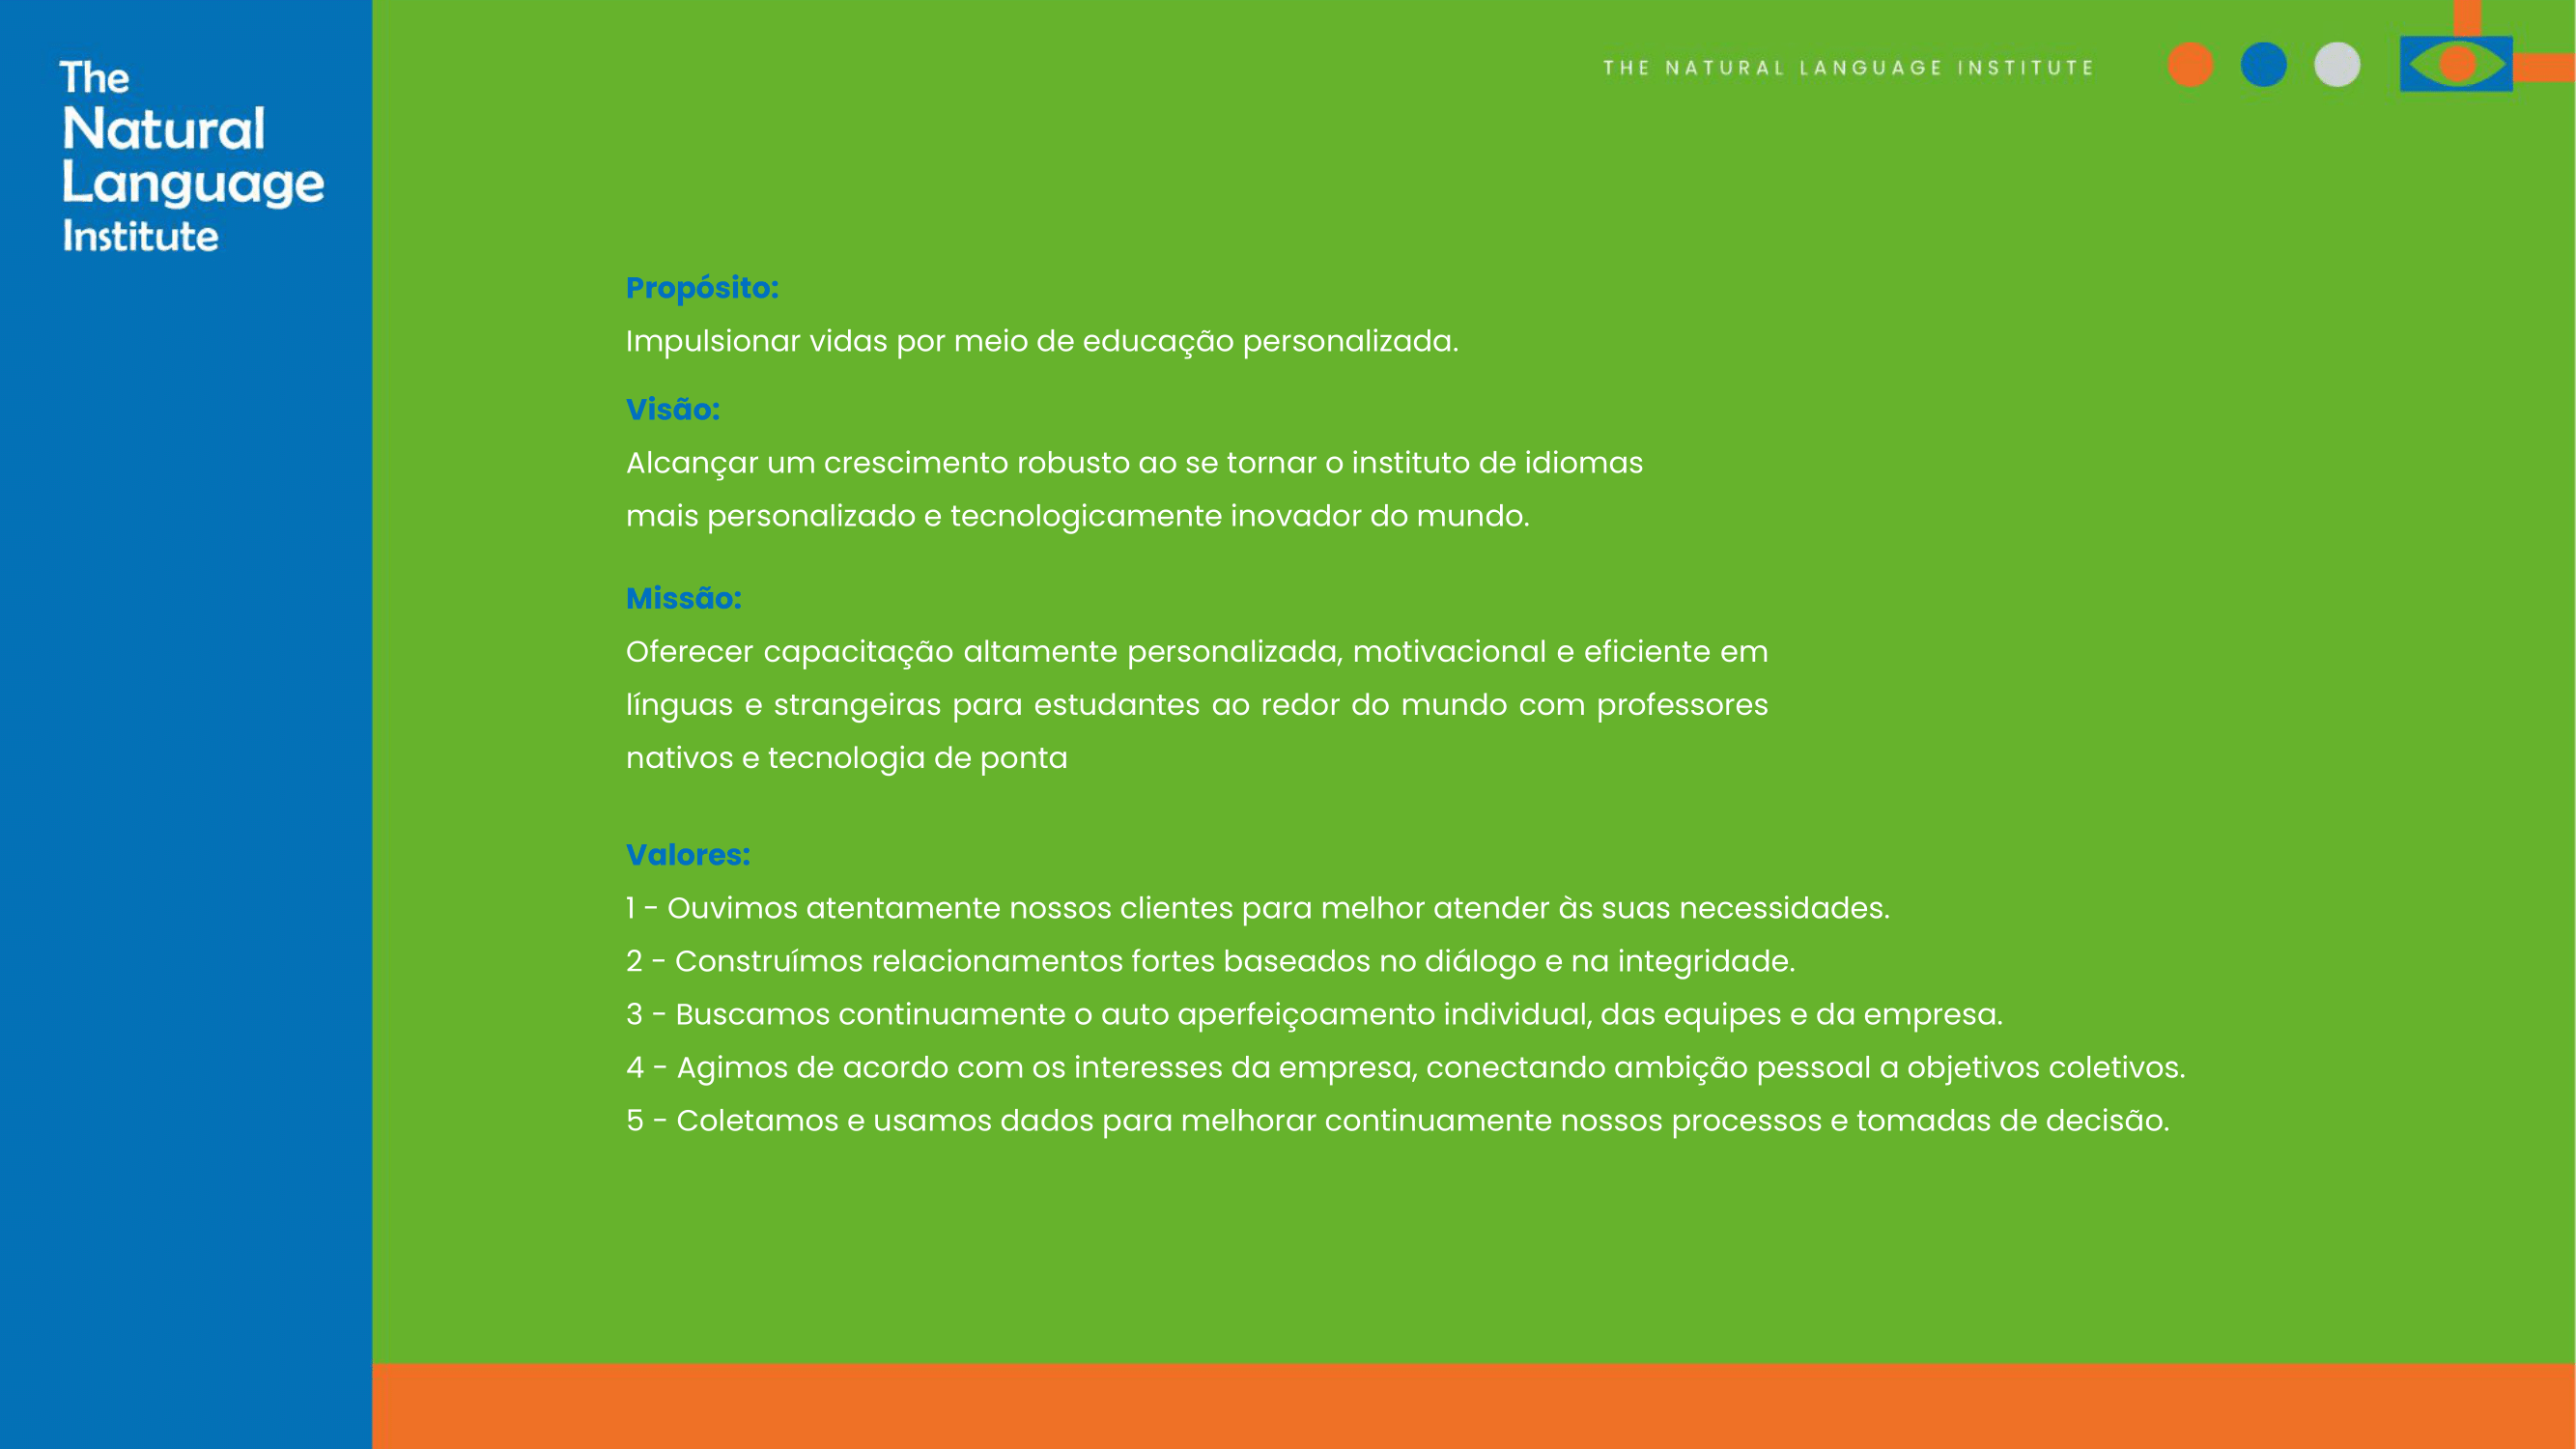 The
Natural
Language
Institute
THE NATURAL LANGUAGE INSTITUTE
Propósito:
Impulsionar vidas por meio de educação personalizada.
Visão:
Alcançar um crescimento robusto ao se tornar o instituto de idiomas
mais personalizado e tecnologicamente inovador do mundo.
Missão:
Oferecer capacitação altamente personalizada, motivacional e eficiente em
línguas e strangeiras para estudantes ao redor do mundo com professores
nativos e tecnologia de ponta
Valores:
1 - Ouvimos atentamente nossos clientes para melhor atender às suas necessidades.
2 - Construímos relacionamentos fortes baseados no diálogo e na integridade.
3 - Buscamos continuamente o auto aperfeiçoamento individual, das equipes e da empresa.
4 - Agimos de acordo com os interesses da empresa, conectando ambição pessoal a objetivos coletivos.
5 - Coletamos e usamos dados para melhorar continuamente nossos processos e tomadas de decisão.